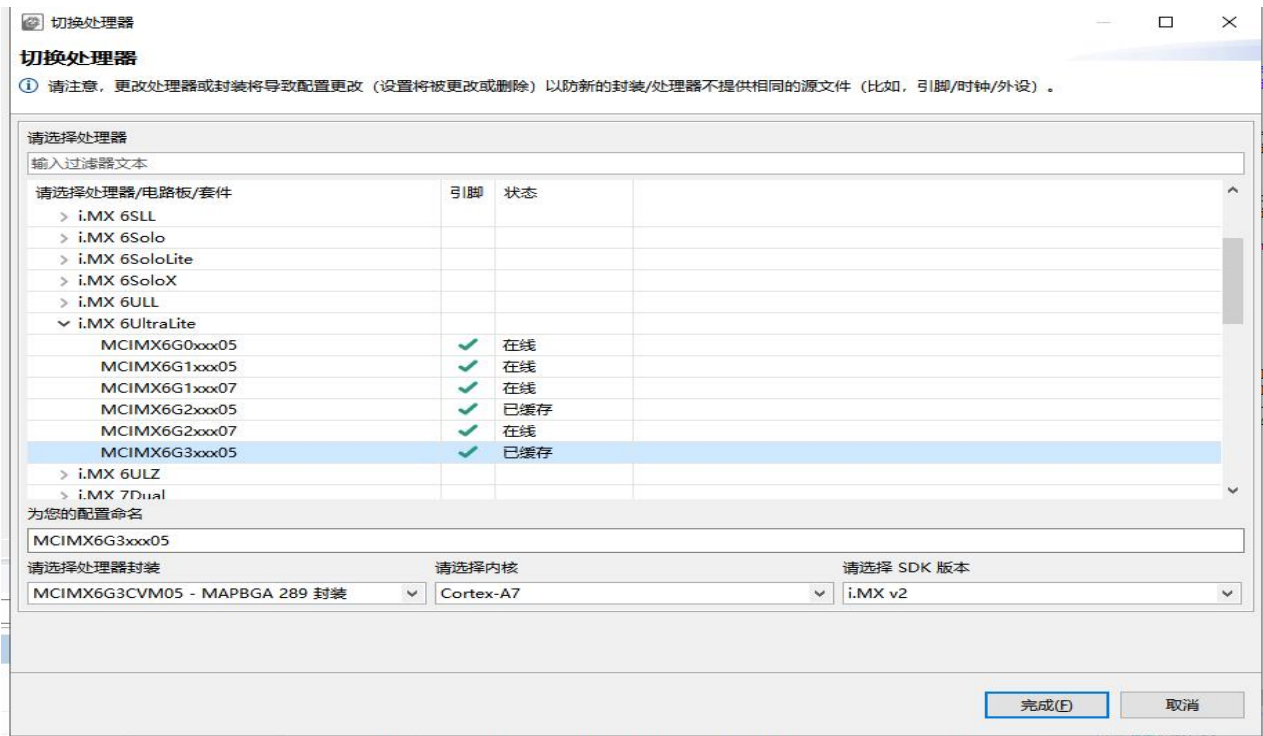 切换处理器
切换处理器
请注意，更改处理器或封装将导致配置更改（设置将被更改或删除）以防新的封装/处理器不提供相同的源文件（比如，引脚/时钟/外设）。
请选择处理器
输入过滤器文本
请选择处理器/电路板/套件 引脚 状态
i.MX 6SLL
i.MX 6Solo
i.MX 6SoloLite
i.MX 6SoloX
i.MX 6ULL
i.MX 6UltraLite
MCIMX6G0xxx05 在线
MCIMX6G1xxx05 在线
MCIMX6G1xxx07 在线
MCIMX6G2xxx05 已缓存
MCIMX6G2xxx07 在线
MCIMX6G3xxx05 已缓存
i.MX 6ULZ
i.MX 7Dual
为您的配置命名
MCIMX6G3xxx05
请选择处理器封装 请选择内核 请选择 SDK 版本
MCIMX6G3CVM05 - MAPBGA 289 封装 Cortex-A7 i.MX v2
完成(F) 取消